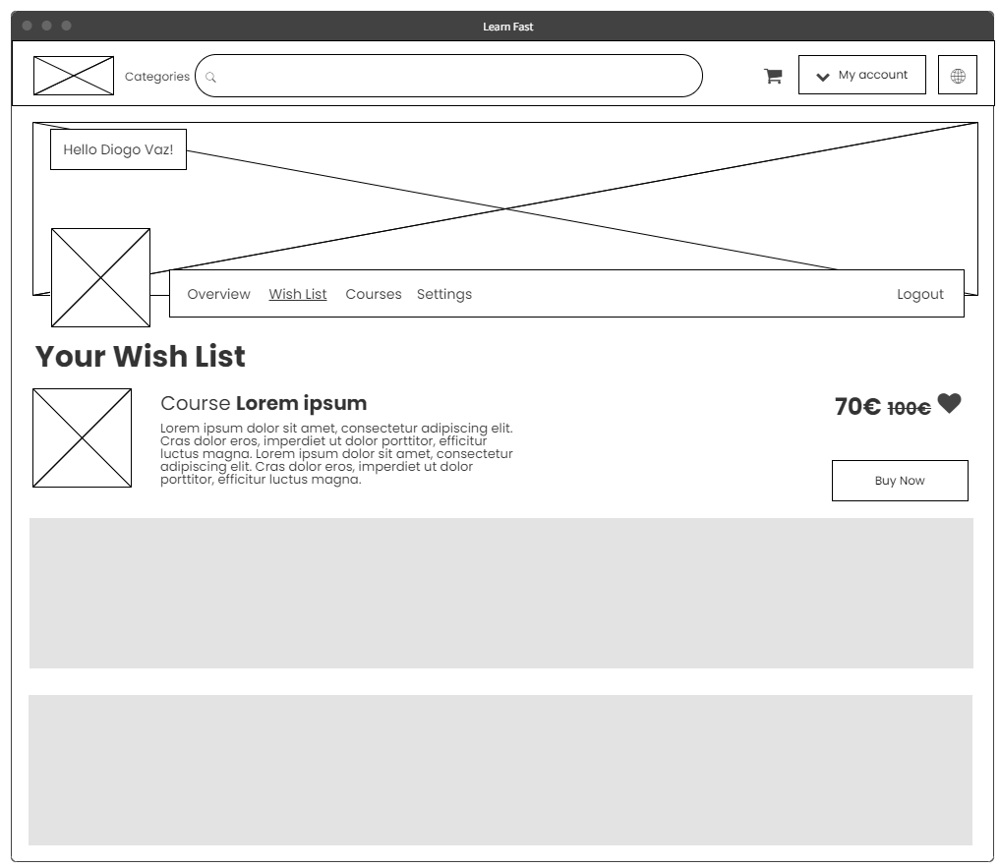 Learn Fast
Categories
My account
Hello Diogo Vaz!
Overview Wish List Courses Settings Logout
Your Wish List
Course Lorem ipsum
70€ 100€
Lorem ipsum dolor sit amet, consectetur adipiscing elit.
Cras dolor eros, imperdiet ut dolor porttitor, efficitur
luctus magna. Lorem ipsum dolor sit amet, consectetur
adipiscing elit. Cras dolor eros, imperdiet ut dolor
porttitor, efficitur luctus magna.
Buy Now